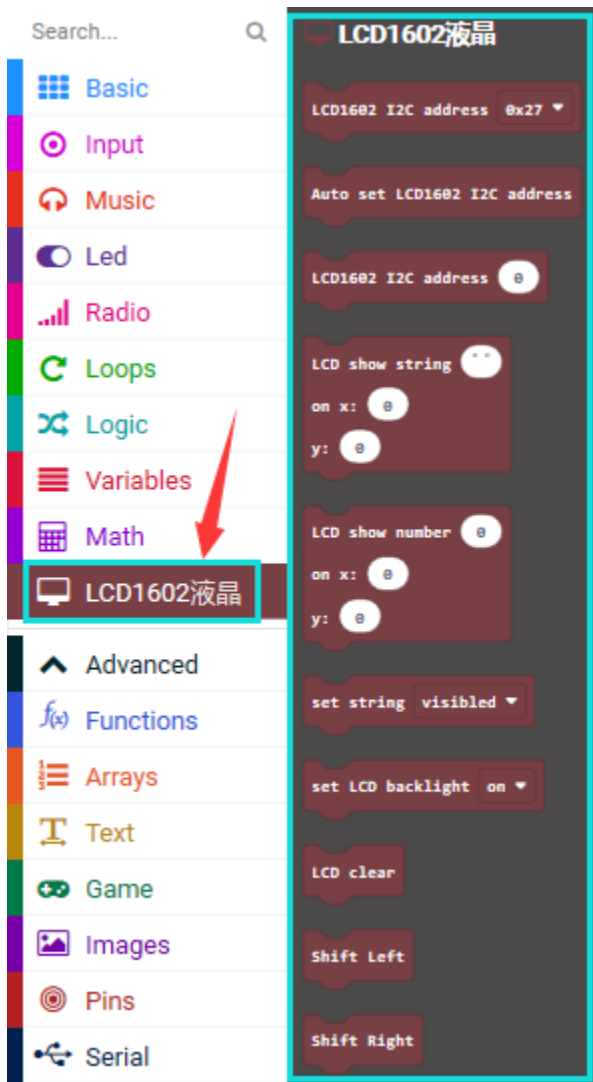 Search...
Basic
Input
Music
Led
Radio
Loops
Logic
Variables
Math
LCD1602液晶
Advanced
f(x) Functions
Arrays
Text
Game
Images
Pins
Serial
LCD1602液晶
LCD1602 I2C address 0x27
Auto set LCD1602 I2C address
LCD1602 I2C address 0
LCD show string " "
on x: 0
y: 0
LCD show number 0
on x: 0
y: 0
set string visibled
set LCD backlight on
LCD clear
Shift Left
Shift Right